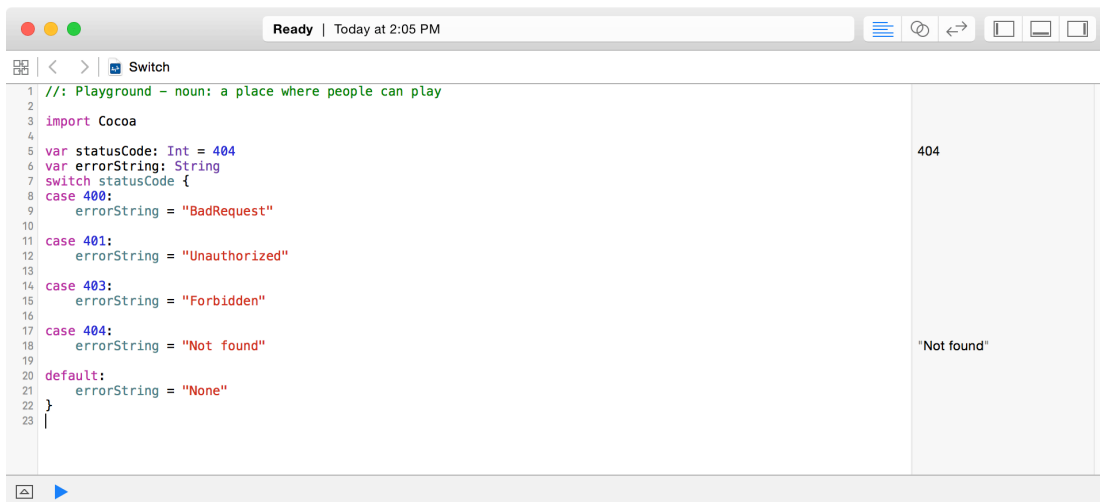 Ready | Today at 2:05 PM
Switch
1 //: Playground – noun: a place where people can play
2
3 import Cocoa
4
5 var statusCode: Int = 404 404
6 var errorString: String
7 switch statusCode {
8 case 400:
9 errorString = "BadRequest"
10
11 case 401:
12 errorString = "Unauthorized"
13
14 case 403:
15 errorString = "Forbidden"
16
17 case 404:
18 errorString = "Not found" "Not found"
19
20 default:
21 errorString = "None"
22 }
23